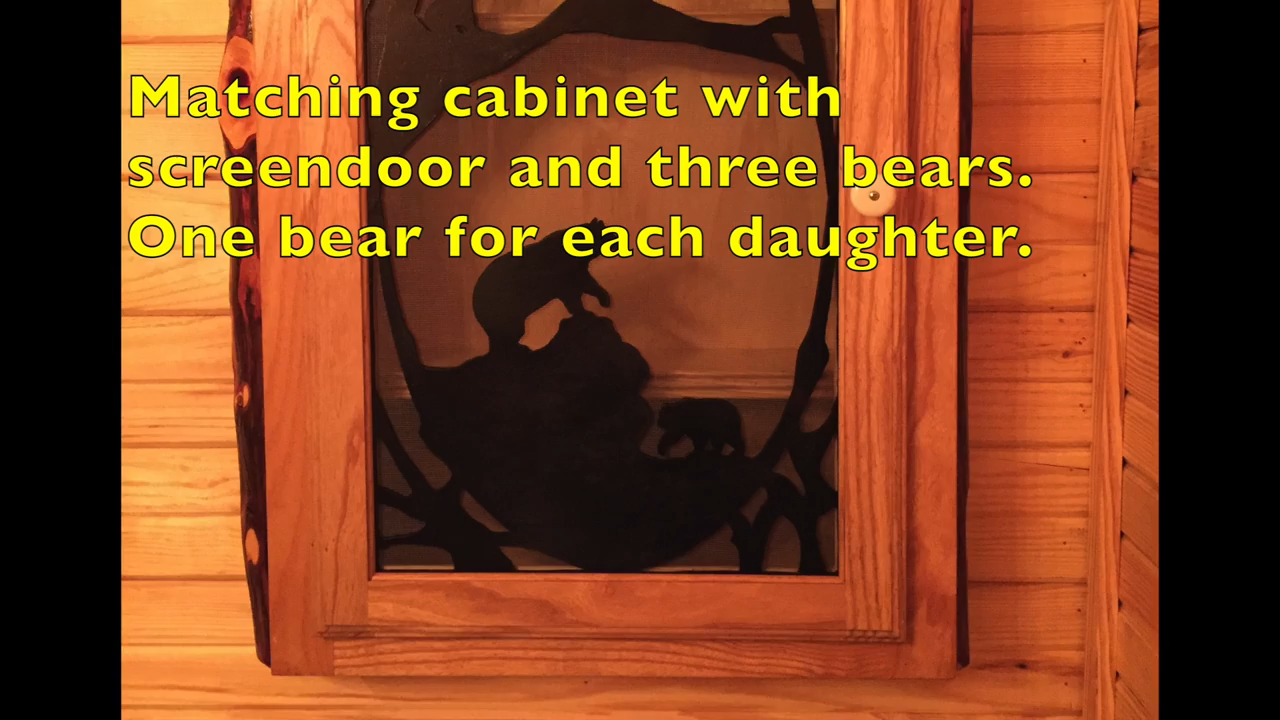 Matching cabinet with
screendoor and three bears.
One bear for each daughter.